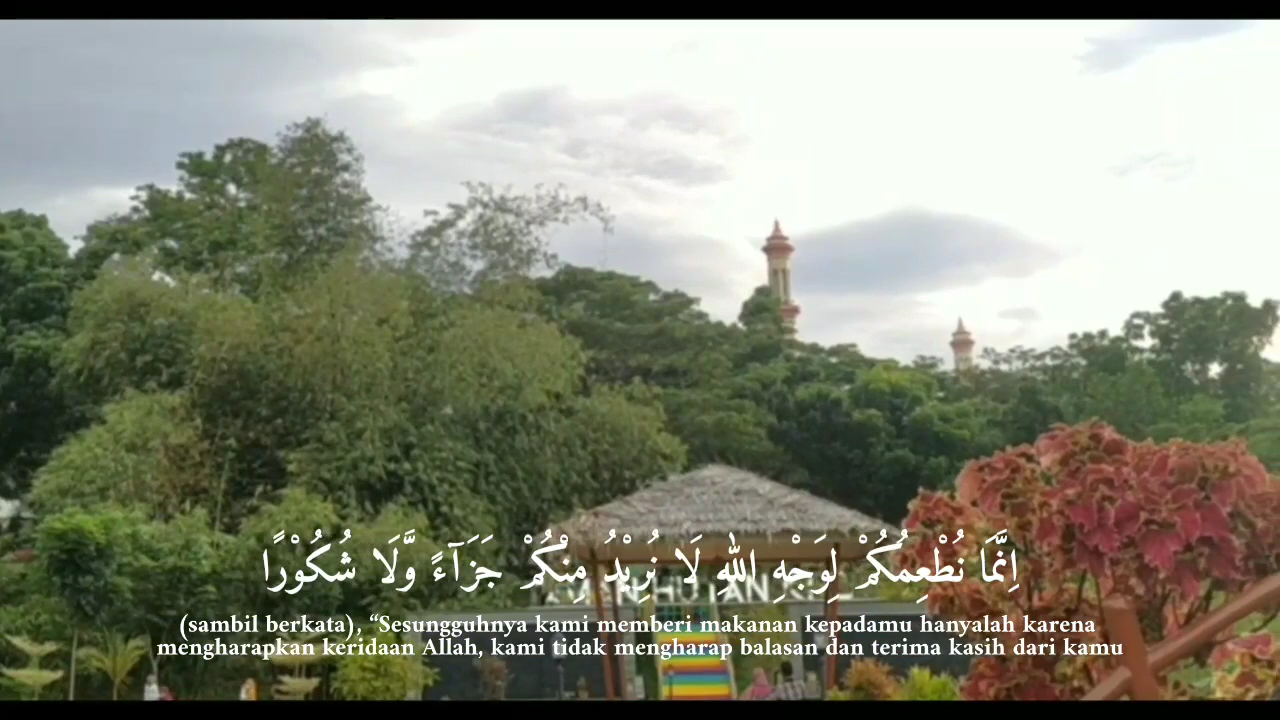 اِنَّمَا نُطْعِمُكُمْ لِوَجْهِ اللّٰهِ لَا نُرِيْدُ مِنْكُمْ جَزَاۤءً وَّلَا شُكُوْرًا
(sambil berkata), “Sesungguhnya kami memberi makanan kepadamu hanyalah karena
mengharapkan keridaan Allah, kami tidak mengharap balasan dan terima kasih dari kamu